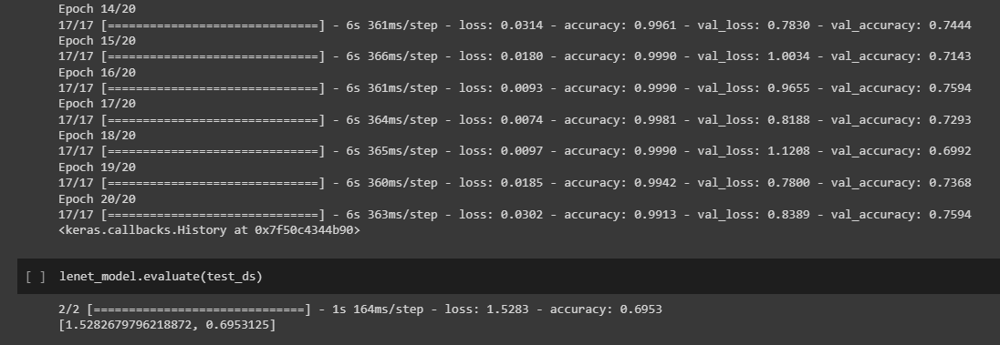 Epoch 14/20
17/17 [==============================] - 6s 361ms/step - loss: 0.0314 - accuracy: 0.9961 - val_loss: 0.7830 - val_accuracy: 0.7444
Epoch 15/20
17/17 [==============================] - 6s 366ms/step - loss: 0.0180 - accuracy: 0.9990 - val_loss: 1.0034 - val_accuracy: 0.7143
Epoch 16/20
17/17 [==============================] - 6s 361ms/step - loss: 0.0093 - accuracy: 0.9990 - val_loss: 0.9655 - val_accuracy: 0.7594
Epoch 17/20
17/17 [==============================] - 6s 364ms/step - loss: 0.0074 - accuracy: 0.9981 - val_loss: 0.8188 - val_accuracy: 0.7293
Epoch 18/20
17/17 [==============================] - 6s 365ms/step - loss: 0.0097 - accuracy: 0.9990 - val_loss: 1.1208 - val_accuracy: 0.6992
Epoch 19/20
17/17 [==============================] - 6s 360ms/step - loss: 0.0185 - accuracy: 0.9942 - val_loss: 0.7800 - val_accuracy: 0.7368
Epoch 20/20
17/17 [==============================] - 6s 363ms/step - loss: 0.0302 - accuracy: 0.9913 - val_loss: 0.8389 - val_accuracy: 0.7594
<keras.callbacks.History at 0x7f50c4344b90>
[ ] lenet_model.evaluate(test_ds)
2/2 [==============================] - 1s 164ms/step - loss: 1.5283 - accuracy: 0.6953
[1.5282679796218872, 0.6953125]